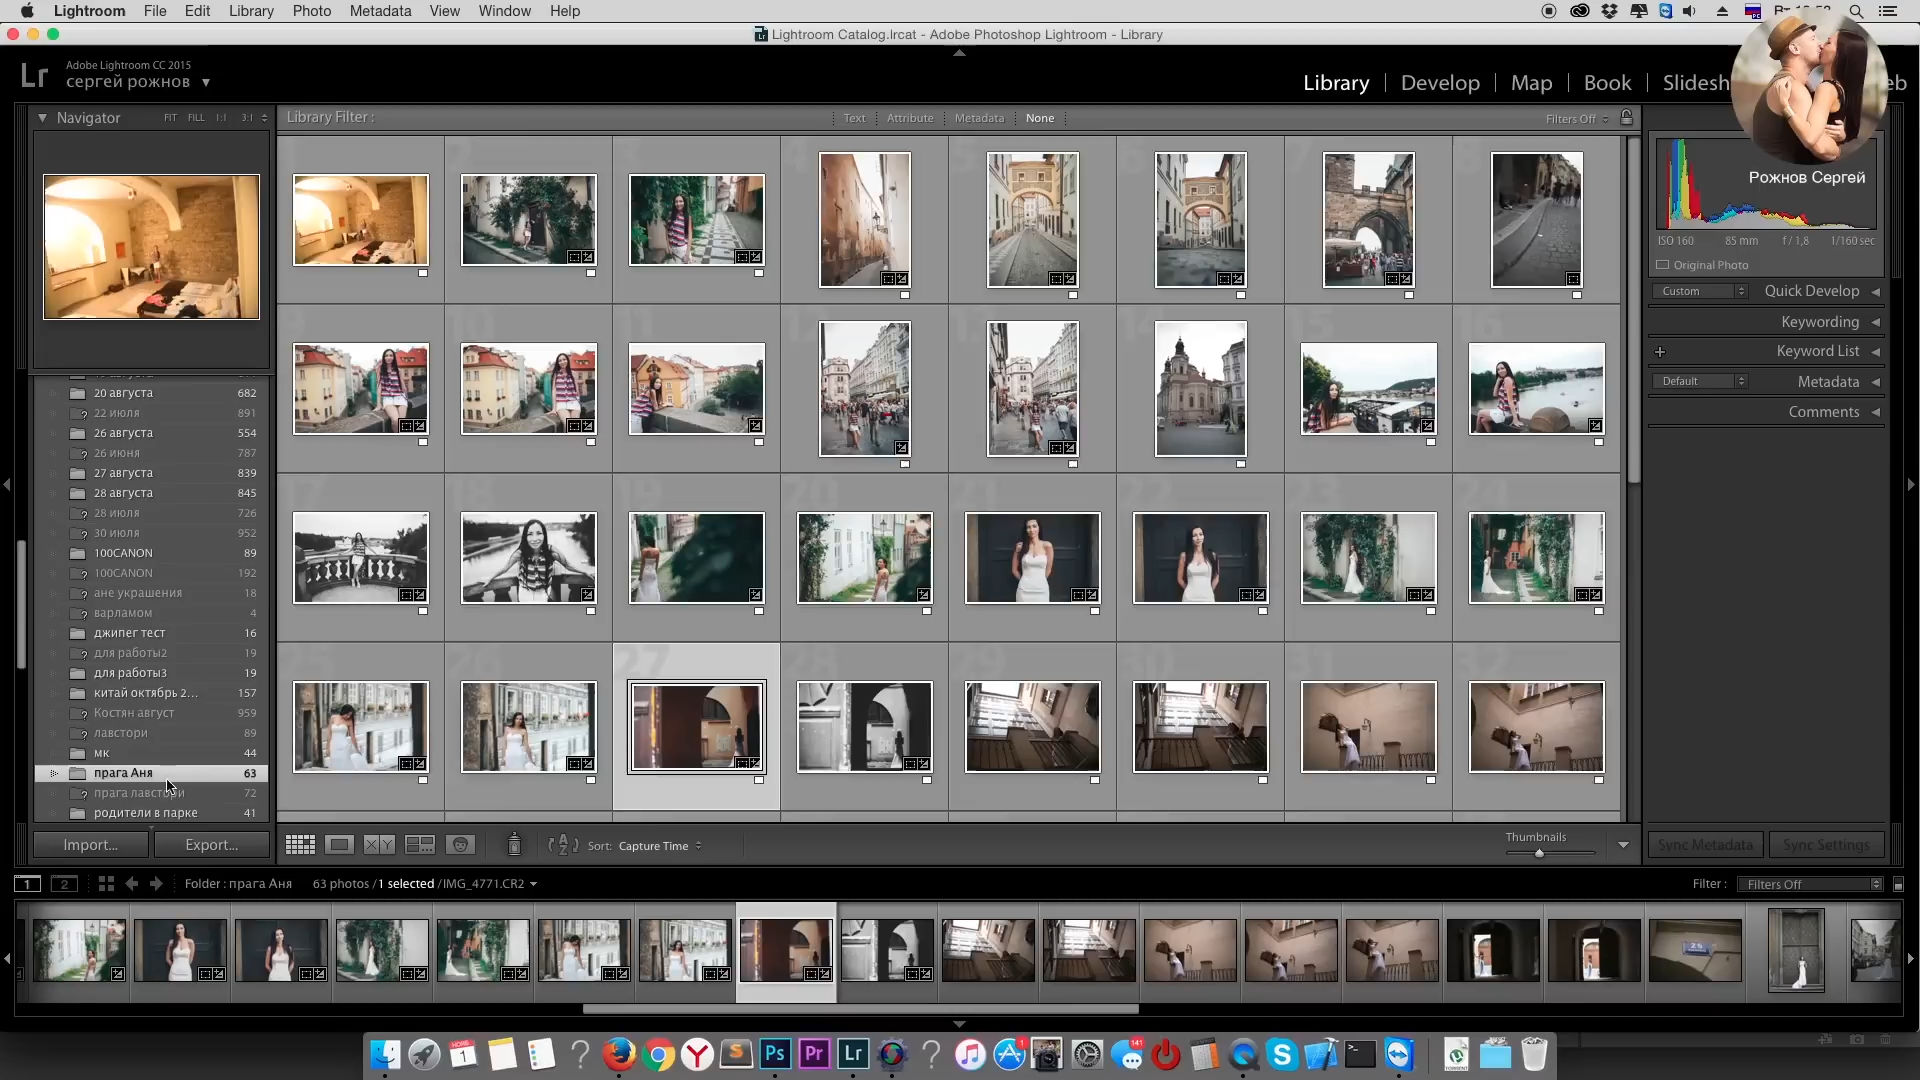 Lightroom File Edit Library Photo Metadata View Window Help
Lightroom Catalog.lrcat - Adobe Photoshop Lightroom - Library
Lr Adobe Lightroom CC 2015
сергей рожнов
Library Develop Map Book
Navigator FIT FILL 1:1 3:1
Library Filter : Text Attribute Metadata None Filters Off
Рожнов Сергей
ISO 160 85 mm f / 1,8 1/160 sec
Original Photo
Custom Quick Develop
Keywording
Keyword List
Default Metadata
Comments
20 августа 682
22 июля 891
26 августа 554
26 июня 787
27 августа 839
28 августа 845
28 июля 726
30 июля 952
100CANON 89
100CANON 192
ане украшения 18
варламом 4
джипег тест 16
для работы2 19
для работы3 19
китай октябрь 2... 157
Костян август 959
лавстори 89
мк 44
прага Аня 63
прага лавстори 72
родители в парке 41
Import... Export... Sort: Capture Time Thumbnails Sync Metadata Sync Settings
1 2 Folder : прага Аня 63 photos / 1 selected / IMG_4771.CR2 Filter : Filters Off